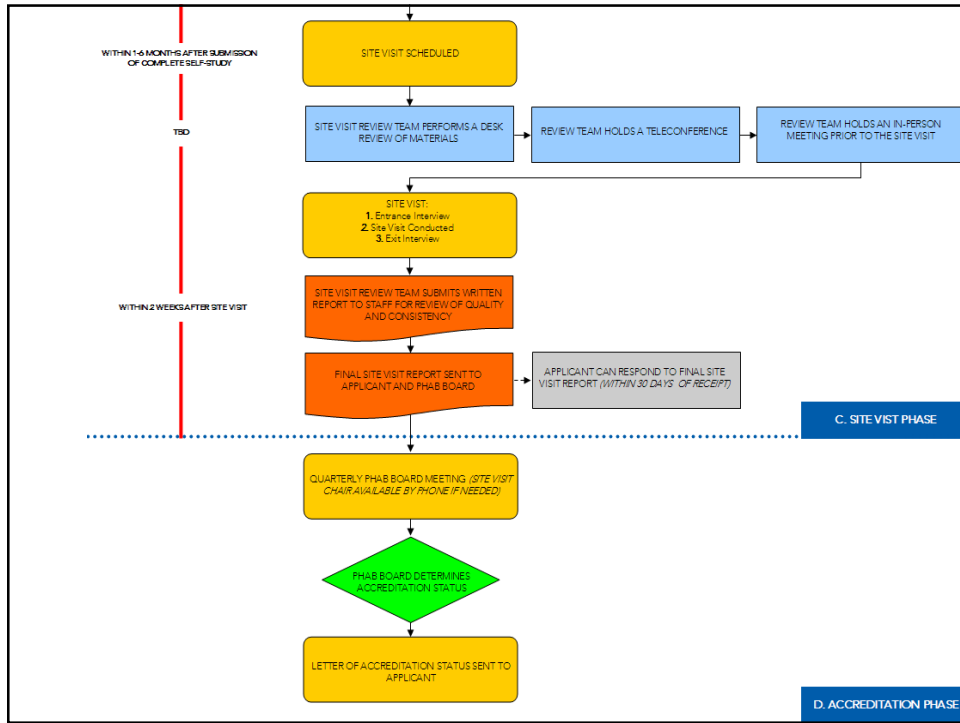 WITHIN 1-6 MONTHS AFTER SUBMISSION
OF COMPLETE SELF-STUDY
SITE VISIT SCHEDULED
TBD
SITE VISIT REVIEW TEAM PERFORMS A DESK
REVIEW OF MATERIALS
REVIEW TEAM HOLDS A TELECONFERENCE
REVIEW TEAM HOLDS AN IN-PERSON
MEETING PRIOR TO THE SITE VISIT
SITE VIST:
1. Entrance Interview
2. Site Visit Conducted
3. Exit Interview
WITHIN 2 WEEKS AFTER SITE VISIT
SITE VISIT REVIEW TEAM SUBMITS WRITTEN
REPORT TO STAFF FOR REVIEW OF QUALITY
AND CONSISTENCY
FINAL SITE VISIT REPORT SENT TO
APPLICANT AND PHAB BOARD
APPLICANT CAN RESPOND TO FINAL SITE
VISIT REPORT (WITHIN 30 DAYS OF RECEIPT)
C. SITE VIST PHASE
QUARTERLY PHAB BOARD MEETING (SITE VISIT
CHAIR AVAILABLE BY PHONE IF NEEDED)
PHAB BOARD DETERMINES
ACCREDITATION STATUS
LETTER OF ACCREDITATION STATUS SENT TO
APPLICANT
D. ACCREDITATION PHASE